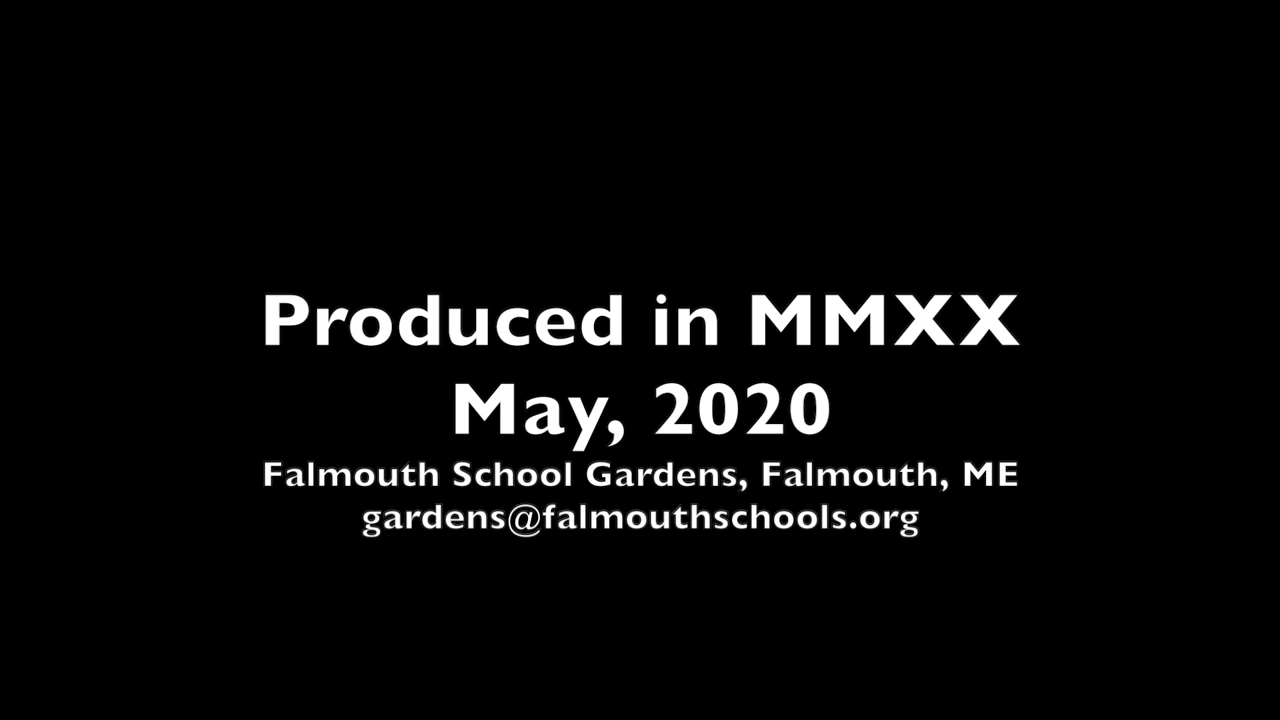 Produced in MMXX
May, 2020
Falmouth School Gardens, Falmouth, ME
gardens@falmouthschools.org